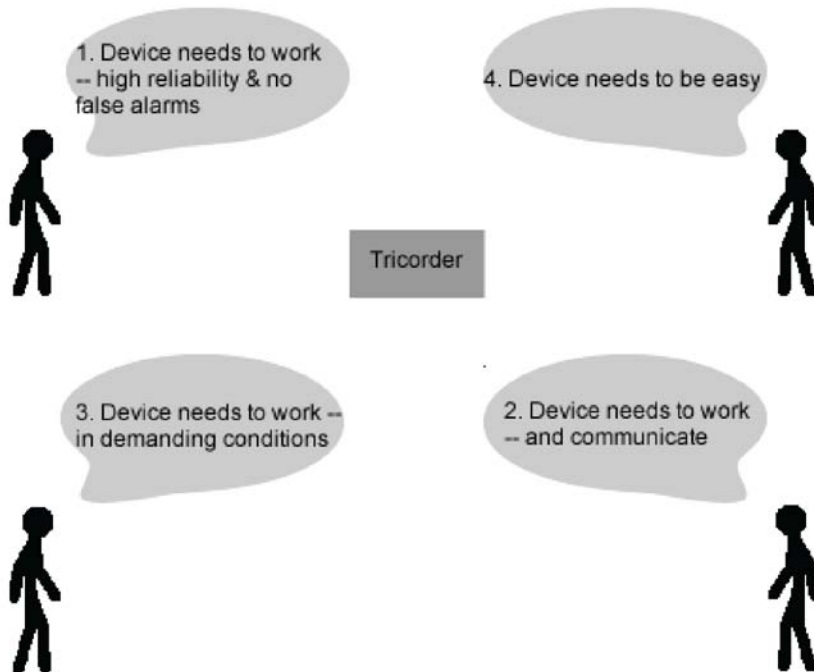 1. Device needs to work
-- high reliability & no
false alarms
4. Device needs to be easy
Tricorder
3. Device needs to work --
in demanding conditions
2. Device needs to work
-- and communicate